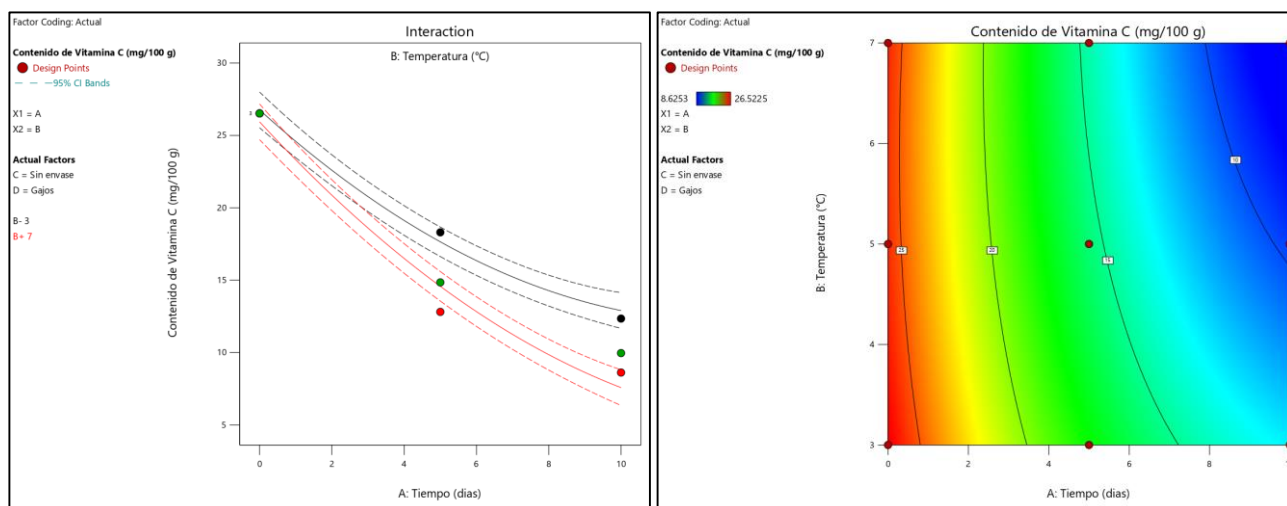 Factor Coding: Actual
Contenido de Vitamina C (mg/100 g)
Design Points
95% CI Bands
X1 = A
X2 = B
Actual Factors
C = Sin envase
D = Gajos
B- 3
B+ 7
Interaction
B: Temperatura (°C)
Contenido de Vitamina C (mg/100 g)
30
25
20
15
10
5
0
2
4
6
8
10
A: Tiempo (dias)
Factor Coding: Actual
Contenido de Vitamina C (mg/100 g)
Design Points
8.6253
26.5225
X1 = A
X2 = B
Actual Factors
C = Sin envase
D = Gajos
Contenido de Vitamina C (mg/100 g)
B: Temperatura (°C)
7
6
5
4
3
25
20
15
10
0
2
4
6
8
A: Tiempo (dias)